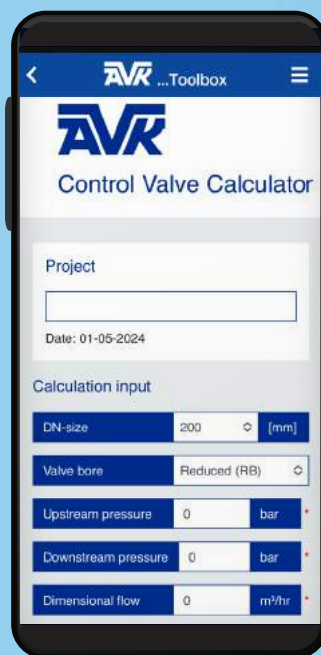 AVK ...Toolbox
AVK
Control Valve Calculator
Project
Date: 01-05-2024
Calculation input
DN-size 200 [mm]
Valve bore Reduced (RB)
Upstream pressure 0 bar *
Downstream pressure 0 bar *
Dimensional flow 0 m³/hr *